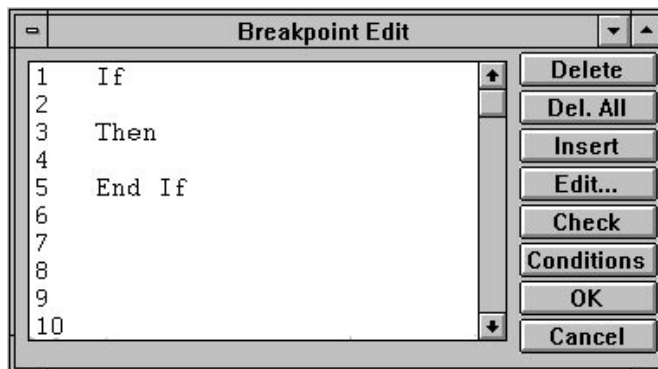 Breakpoint Edit
1 If
2
3 Then
4
5 End If
6
7
8
9
10
Delete
Del. All
Insert
Edit...
Check
Conditions
OK
Cancel